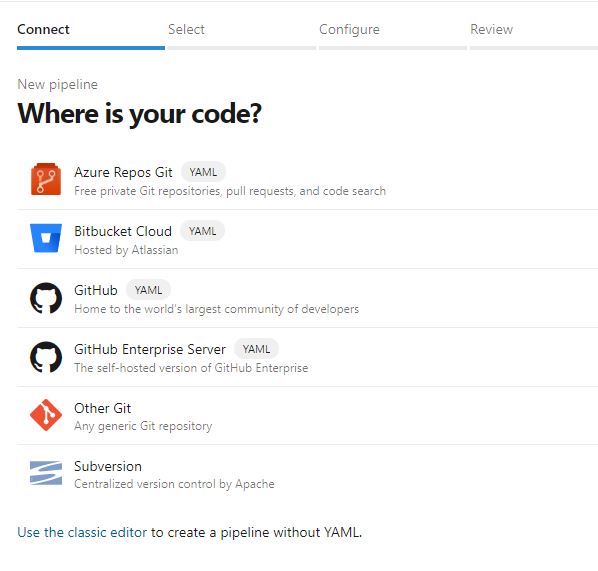 Connect Select Configure Review
New pipeline
Where is your code?
Azure Repos Git YAML
Free private Git repositories, pull requests, and code search
Bitbucket Cloud YAML
Hosted by Atlassian
GitHub YAML
Home to the world's largest community of developers
GitHub Enterprise Server YAML
The self-hosted version of GitHub Enterprise
Other Git
Any generic Git repository
Subversion
Centralized version control by Apache
Use the classic editor to create a pipeline without YAML.